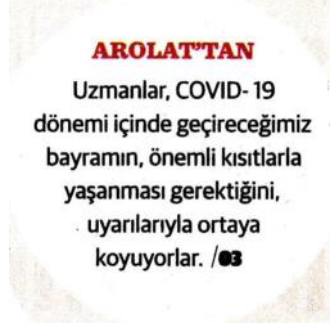 AROLAT'TAN
Uzmanlar, COVID- 19
dönemi içinde geçireceğimiz
bayramın, önemli kısıtlarla
yaşanması gerektiğini,
uyarılarıyla ortaya
koyuyorlar. /03